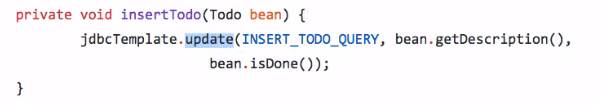 private void insertTodo(Todo bean) {
jdbcTemplate.update(INSERT_TODO_QUERY, bean.getDescription(),
bean.isDone());
}